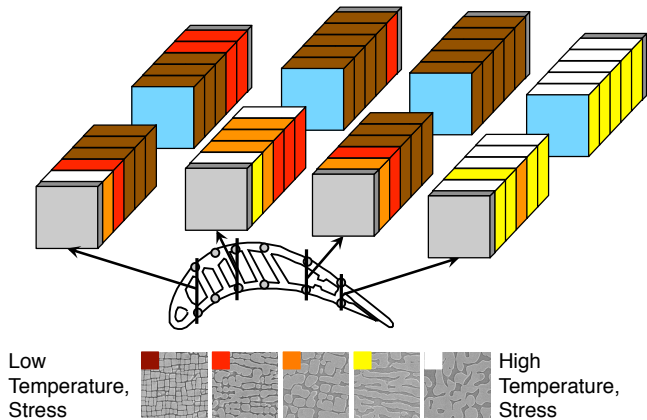 Low
Temperature,
Stress
High
Temperature,
Stress